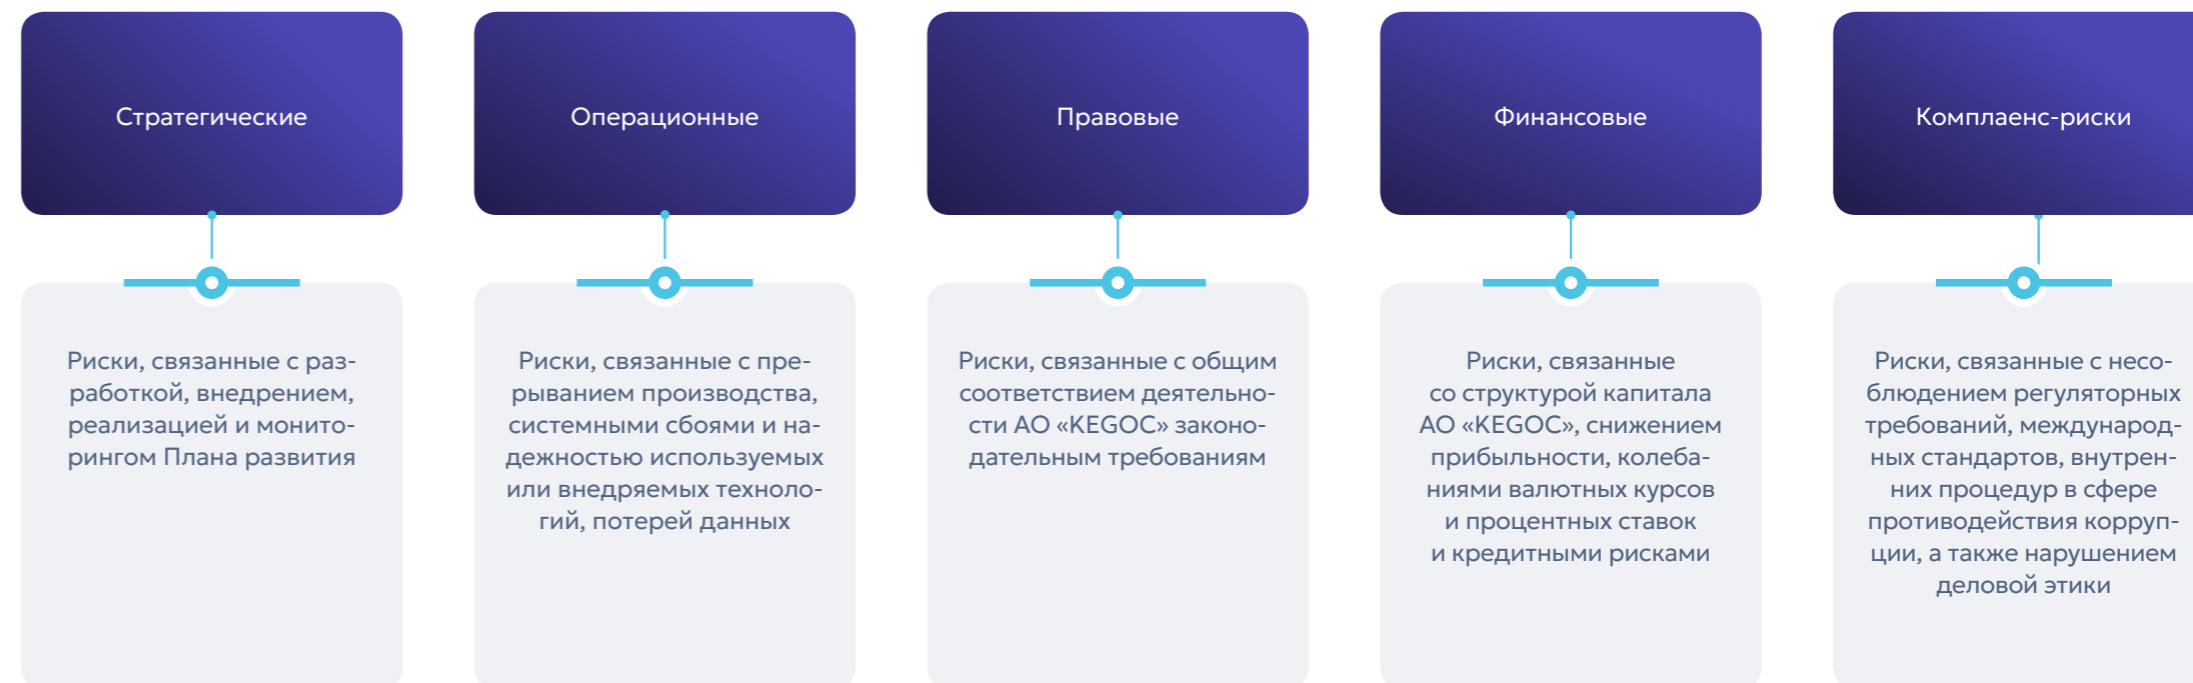 Стратегические
Риски, связанные с раз-
работкой, внедрением,
реализацией и монито-
рингом Плана развития
Операционные
Риски, связанные с пре-
рыванием производства,
системными сбоями и на-
дежностью используемых
или внедряемых техноло-
гий, потерей данных
Правовые
Риски, связанные с общим
соответствием деятельно-
сти АО «KEGOC» законо-
дательным требованиям
Финансовые
Риски, связанные
со структурой капитала
АО «KEGOC», снижением
прибыльности, колеба-
ниями валютных курсов
и процентных ставок
и кредитными рисками
Комплаенс-риски
Риски, связанные с несо-
блюдением регуляторных
требований, международ-
ных стандартов, внутрен-
них процедур в сфере
противодействия корруп-
ции, а также нарушением
деловой этики